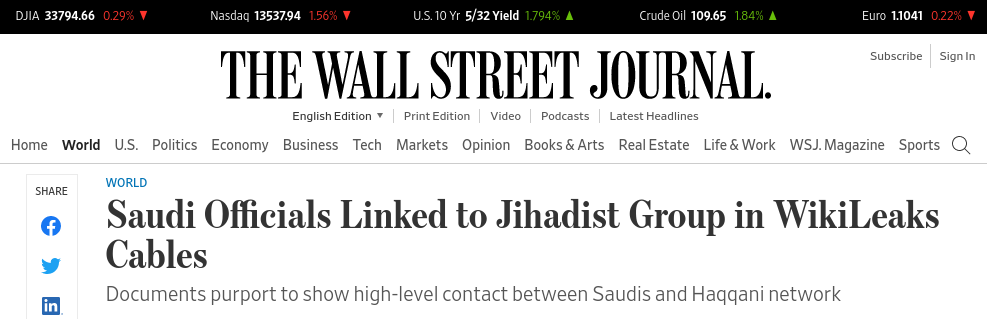 DJIA 33794.66 0.29% ▼ Nasdaq 13537.94 1.56% ▼ U.S. 10 Yr 5/32 Yield 1.794% ▲ Crude Oil 109.65 1.84% ▲ Euro 1.1041 0.22% ▼
Subscribe Sign In
THE WALL STREET JOURNAL.
English Edition ▼ Print Edition Video Podcasts Latest Headlines
Home World U.S. Politics Economy Business Tech Markets Opinion Books & Arts Real Estate Life & Work WSJ. Magazine Sports
SHARE
WORLD
Saudi Officials Linked to Jihadist Group in WikiLeaks
Cables
Documents purport to show high-level contact between Saudis and Haqqani network